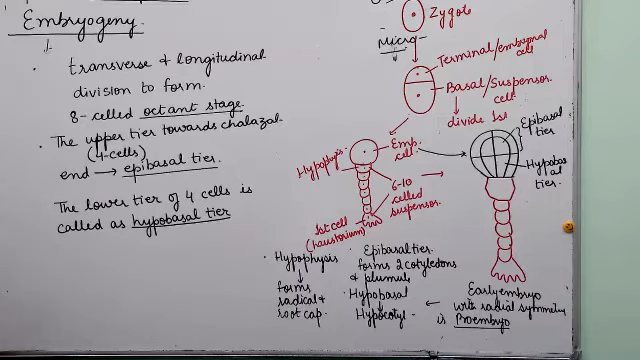 Embryogeny
transverse & longitudinal
division to form.
8-celled octant stage.
The upper tier towards chalazal
(4-cells)
end → epibasal tier.
The lower tier of 4 cells is
called as hypobasal tier
Zygote
Micro-
Terminal/embryonal
cell
Basal/Suspensor
cell
divide 1st
Hypophysis
Emb.
cell
6-10
celled
suspensor.
1st cell
(haustorium)
Epibasal
tier
Hypobas
al tier.
Hypophysis
↓
forms
radical &
root cap.
Epibasal tier
forms 2 cotyledons
& plumule
Hypobasal
↓
Hypocotyl.
Early embryo
with radial symmetry
is Proembryo